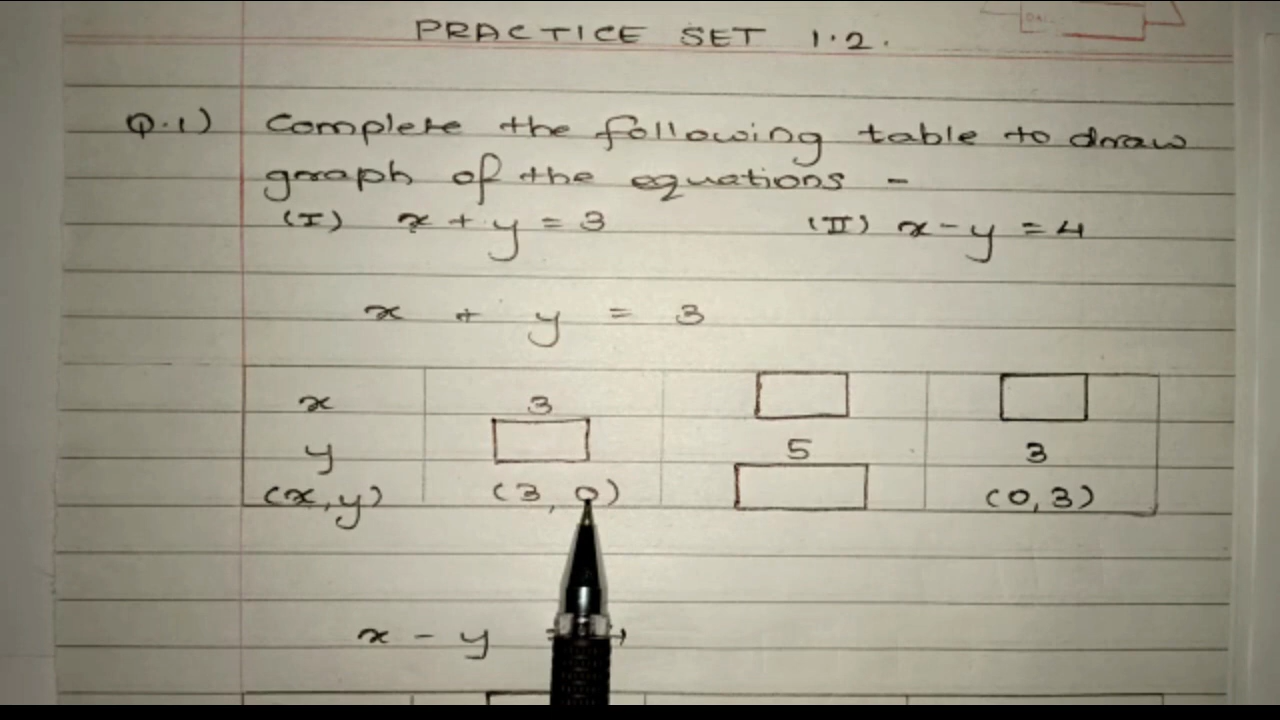 PRACTICE SET 1.2.
Q.1) Complete the following table to draw
graph of the equations -
(I) x + y = 3 (II) x - y = 4
x + y = 3
x 3
y 5 3
(x,y) (3,0) (0,3)
x - y = 4